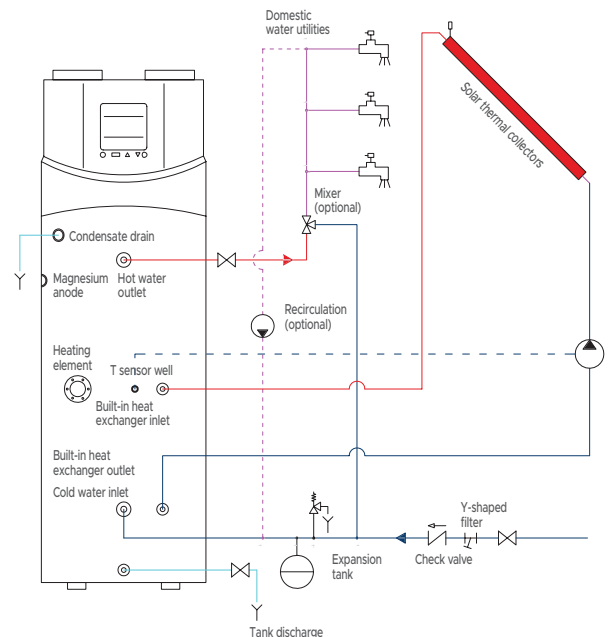 Domestic
water utilities
Solar thermal collectors
Mixer
(optional)
Condensate drain
Magnesium
anode
Hot water
outlet
Recirculation
(optional)
Heating
element
T sensor well
Built-in heat
exchanger inlet
Built-in heat
exchanger outlet
Cold water inlet
Y-shaped
filter
Expansion
tank
Check valve
Tank discharge